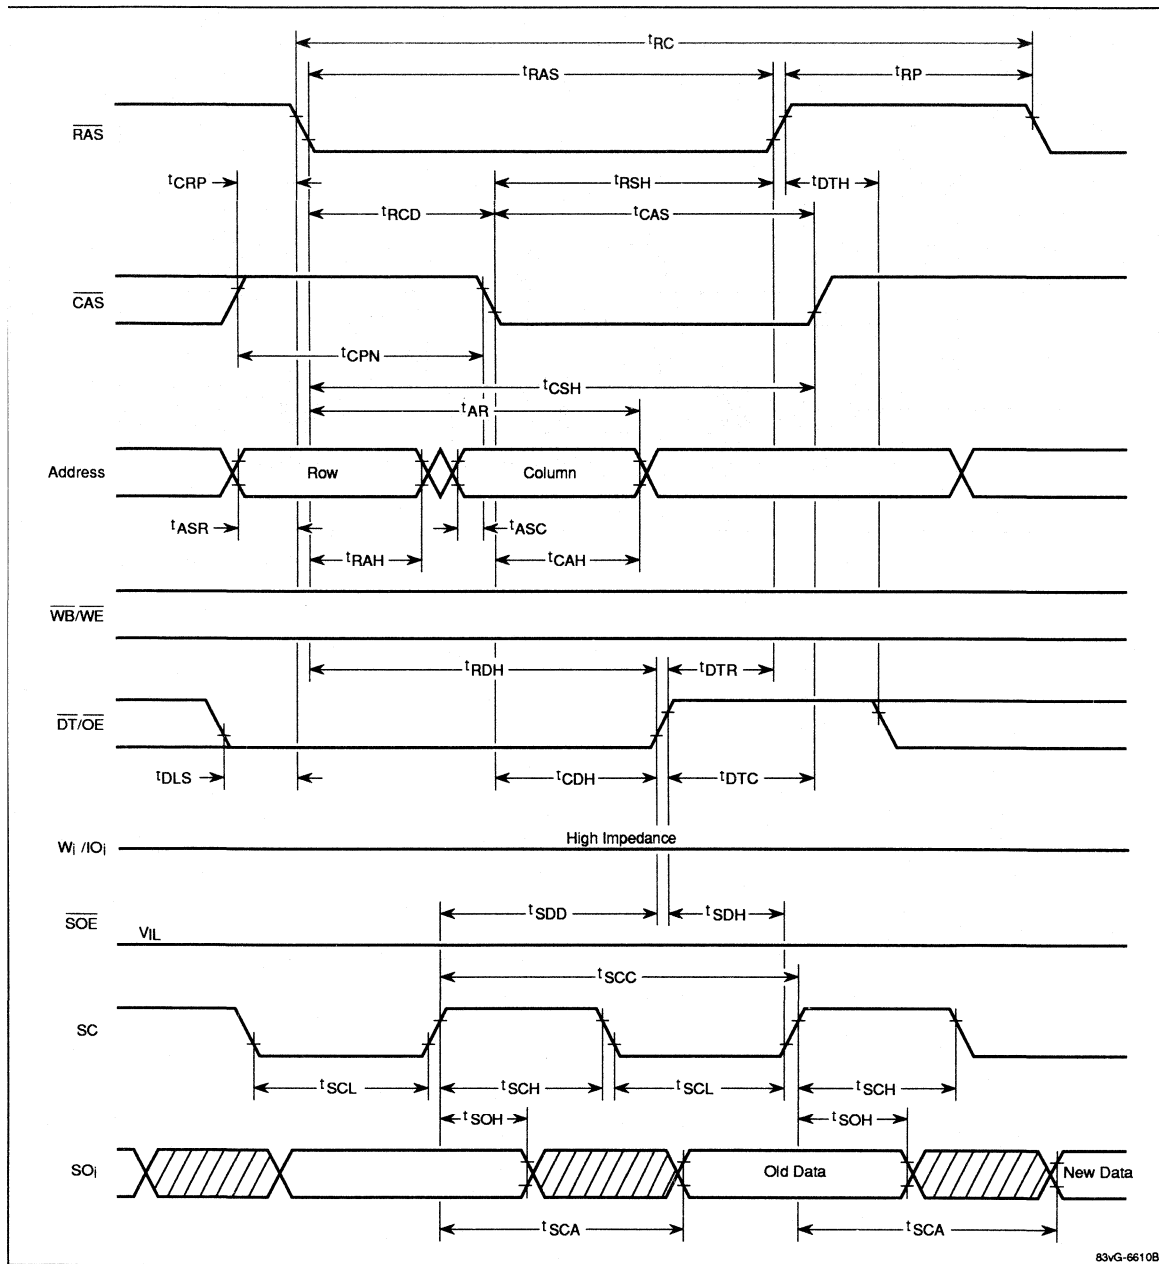 tRC
tRAS
tRP
RAS
tCRP
tRSH
tDTH
tRCD
tCAS
CAS
tCPN
tCSH
tAR
Address
Row
Column
tASR
tASC
tRAH
tCAH
WB/WE
tRDH
tDTR
DT/OE
tDLS
tCDH
tDTC
High Impedance
Wi /IOi
tSDD
tSDH
SOE
VIL
tSCC
SC
tSCL
tSCH
tSCL
tSCH
tSOH
tSOH
SOi
Old Data
New Data
tSCA
tSCA
83vG-6610B